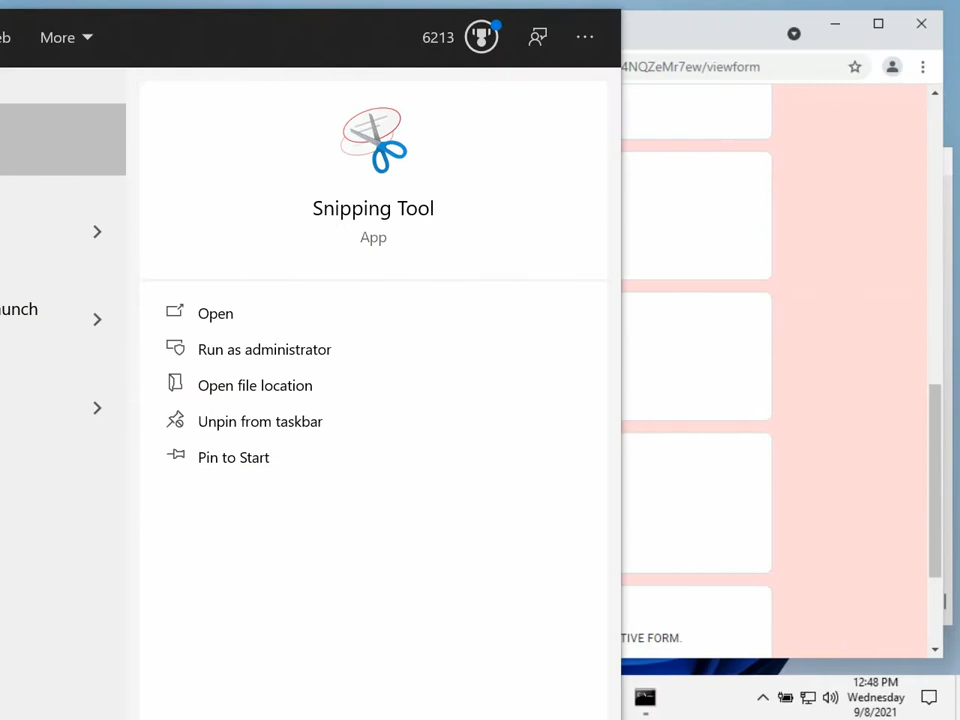 eb
More
6213
4NQZeMr7ew/viewform
Snipping Tool
App
unch
Open
Run as administrator
Open file location
Unpin from taskbar
Pin to Start
TIVE FORM.
12:48 PM
Wednesday
9/8/2021